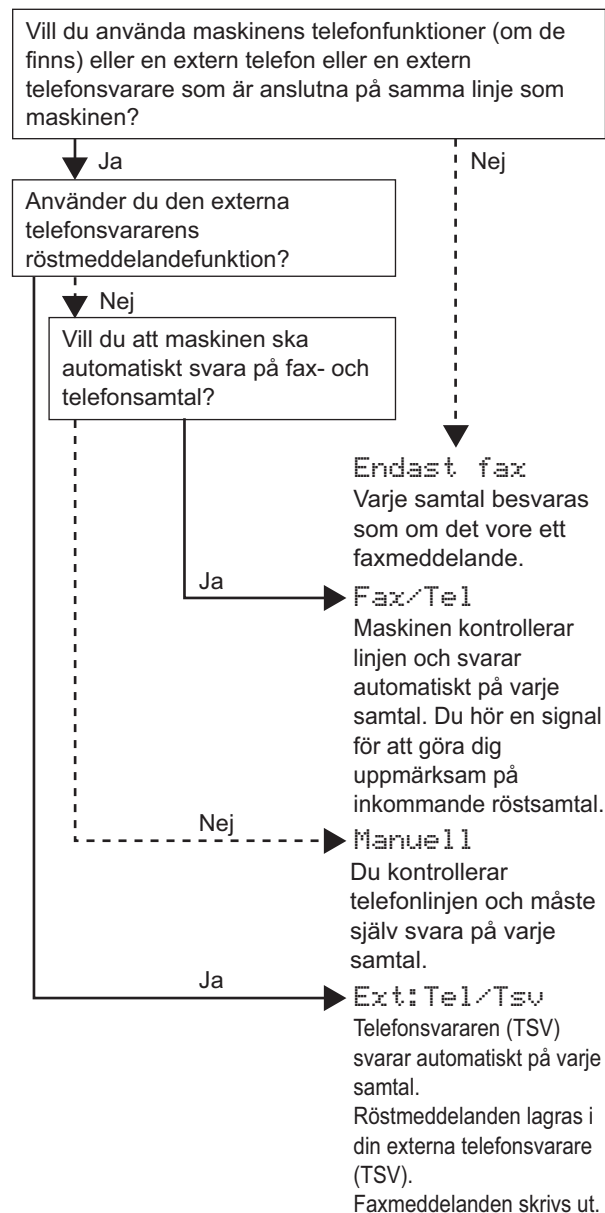 Vill du använda maskinens telefonfunktioner (om de
finns) eller en extern telefon eller en extern
telefonsvarare som är anslutna på samma linje som
maskinen?
Ja
Nej
Använder du den externa
telefonsvararens
röstmeddelandefunktion?
Nej
Vill du att maskinen ska
automatiskt svara på fax- och
telefonsamtal?
Endast fax
Varje samtal besvaras
som om det vore ett
faxmeddelande.
Ja
Fax/Tel
Maskinen kontrollerar
linjen och svarar
automatiskt på varje
samtal. Du hör en signal
för att göra dig
uppmärksam på
inkommande röstsamtal.
Nej
Manuell
Du kontrollerar
telefonlinjen och måste
själv svara på varje
samtal.
Ja
Ext:Tel/Tsv
Telefonsvararen (TSV)
svarar automatiskt på varje
samtal.
Röstmeddelanden lagras i
din externa telefonsvarare
(TSV).
Faxmeddelanden skrivs ut.